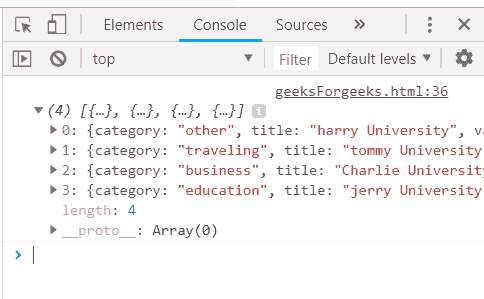 Elements Console Sources »
top Filter Default levels
geeksForgeeks.html:36
(4) [{…}, {…}, {…}, {…}] i
0: {category: "other", title: "harry University", va
1: {category: "traveling", title: "tommy University
2: {category: "business", title: "Charlie University
3: {category: "education", title: "jerry University
length: 4
__proto__: Array(0)
>